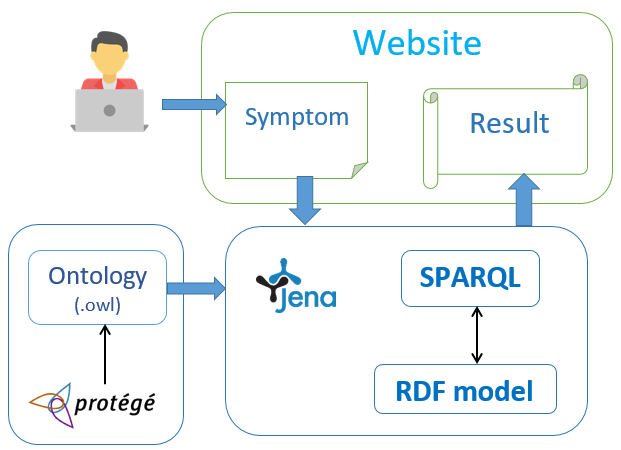 Website
Symptom
Result
Ontology
(.owl)
protégé
Jena
SPARQL
RDF model